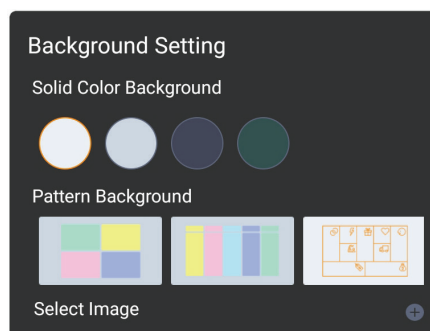 Background Setting
Solid Color Background
Pattern Background
Select Image